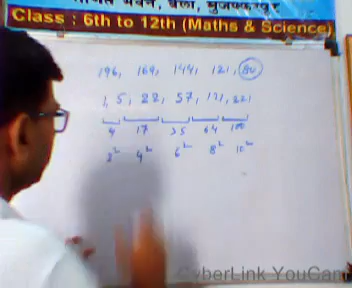 Class : 6th to 12th (Maths & Science)
196, 169, 144, 121,
1, 5, 22, 57, 121, 221
4 17 35 64 100
2² 4² 6² 8² 10²
CyberLink YouCam